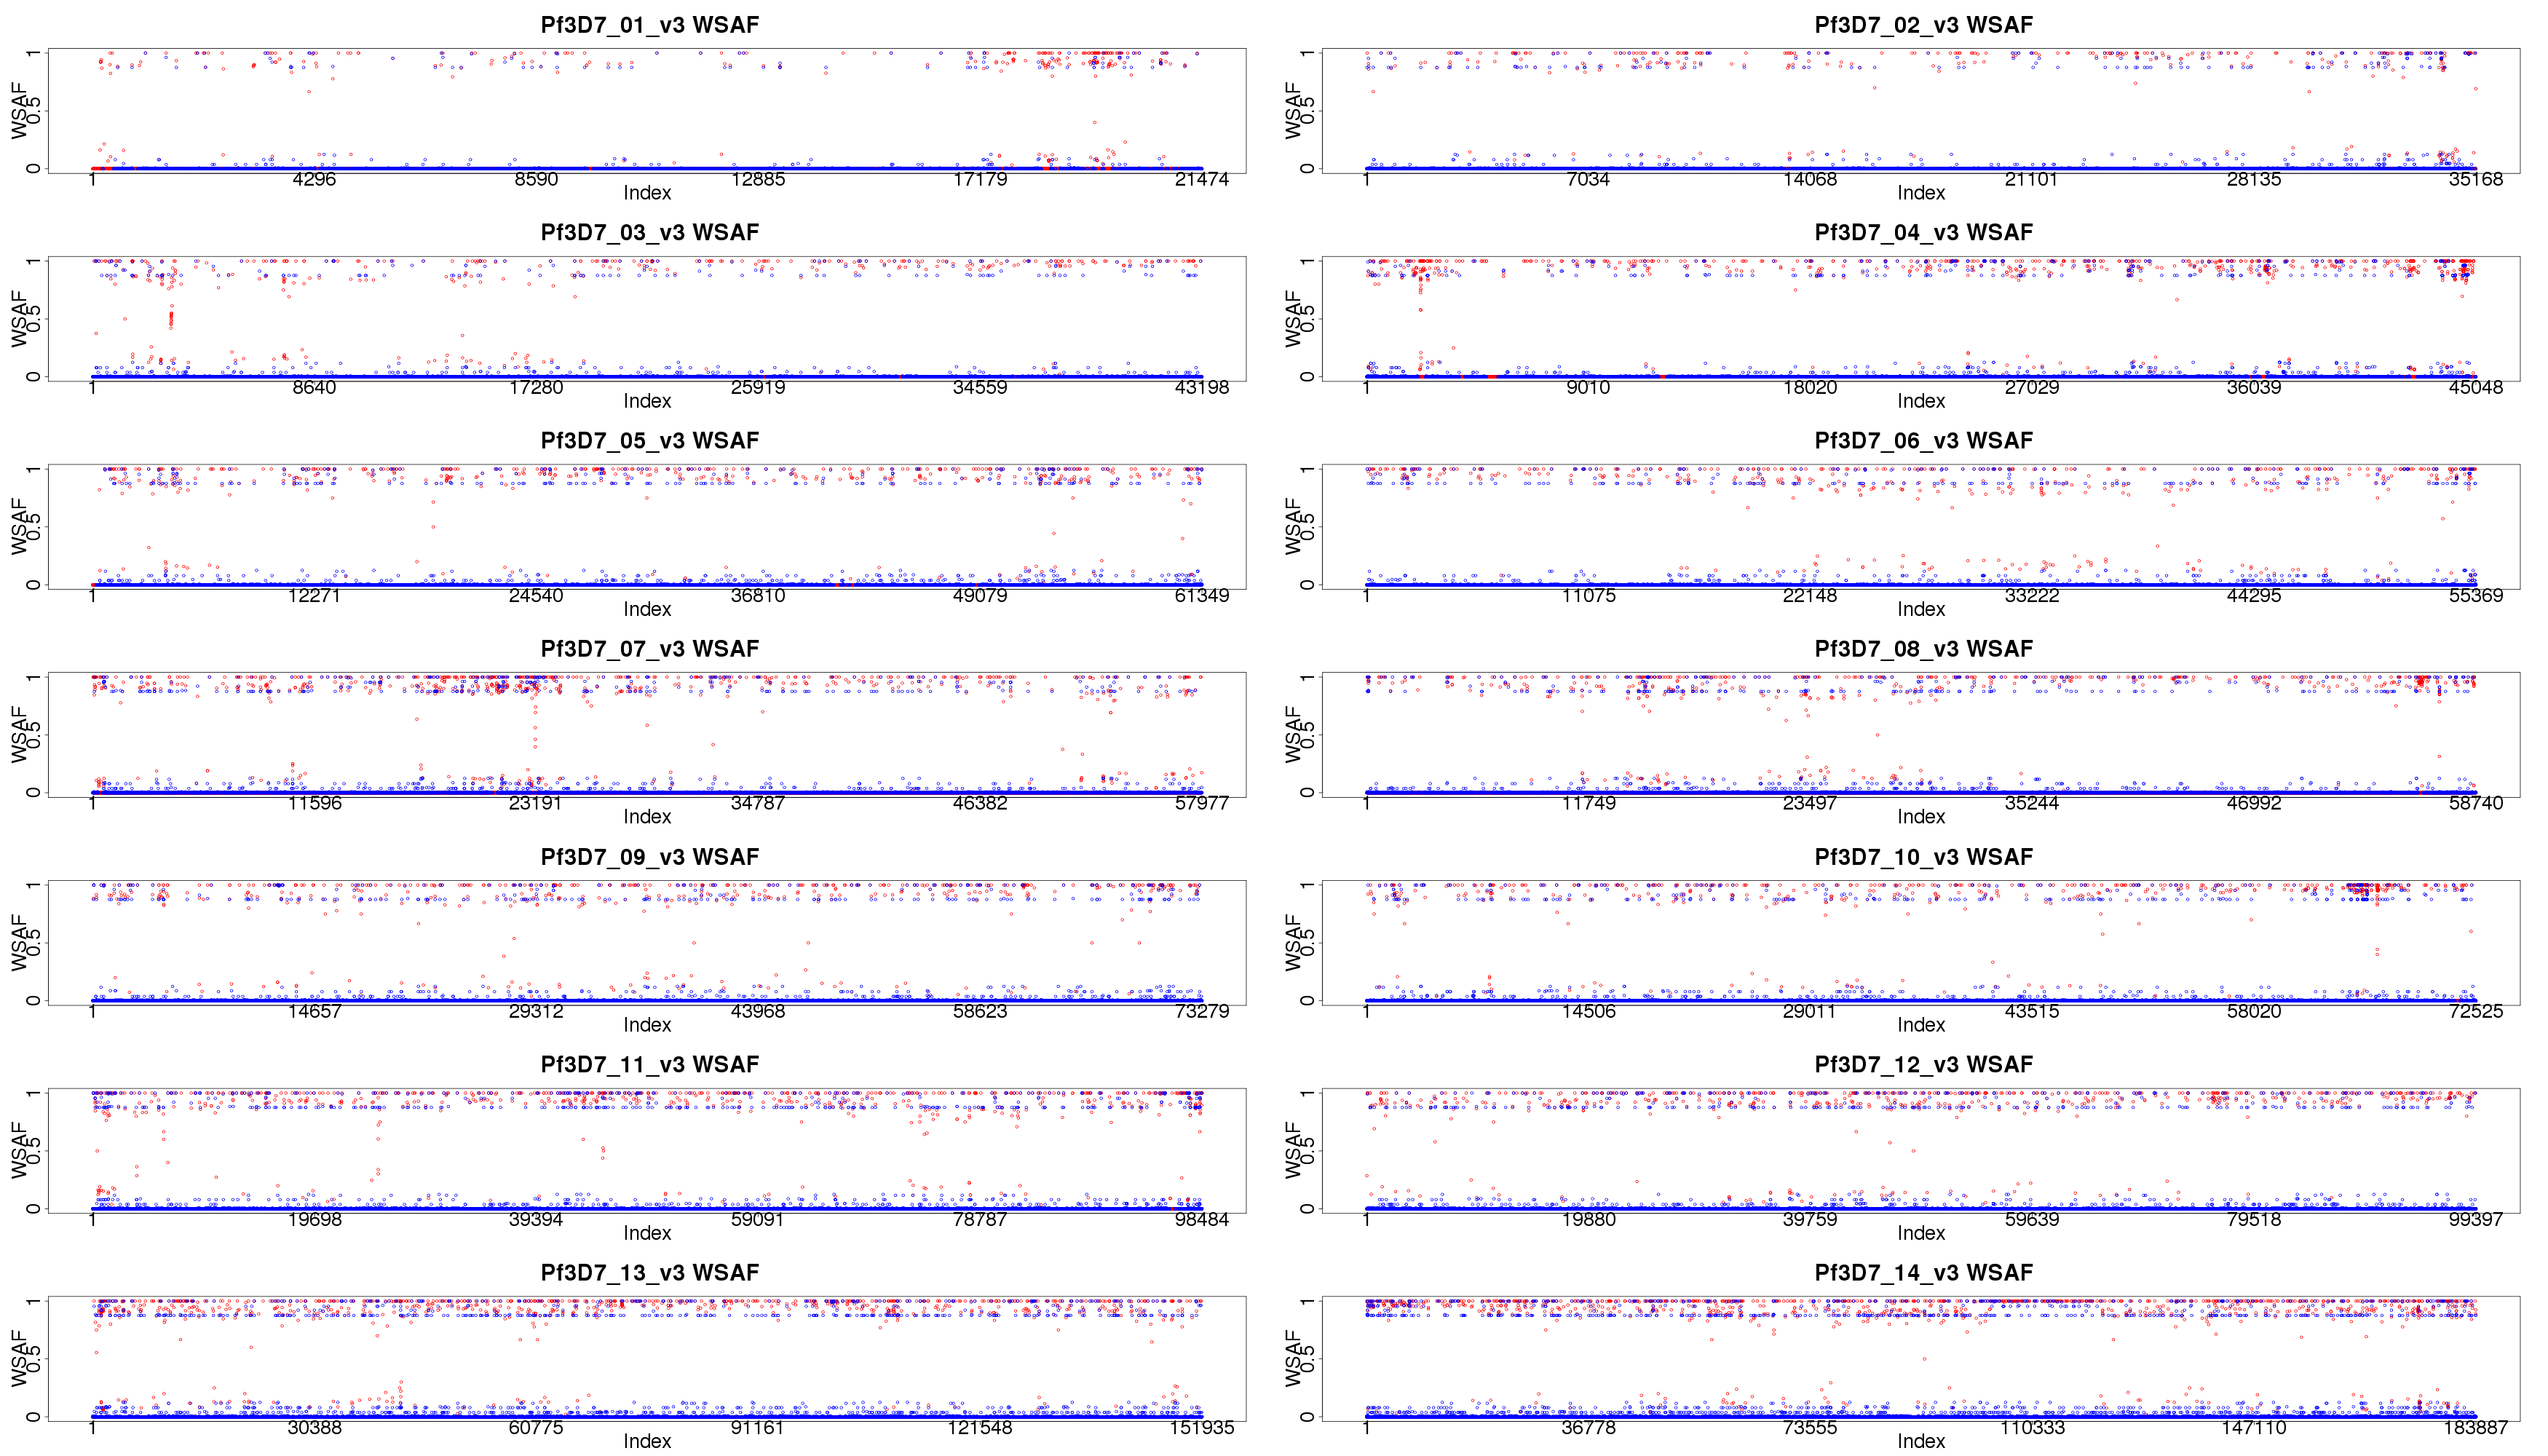 Pf3D7_01_v3 WSAF
WSAF
0 0.5 1
1 4296 8590 12885 17179 21474
Index
Pf3D7_02_v3 WSAF
WSAF
0 0.5 1
1 7034 14068 21101 28135 35168
Index
Pf3D7_03_v3 WSAF
WSAF
0 0.5 1
1 8640 17280 25919 34559 43198
Index
Pf3D7_04_v3 WSAF
WSAF
0 0.5 1
1 9010 18020 27029 36039 45048
Index
Pf3D7_05_v3 WSAF
WSAF
0 0.5 1
1 12271 24540 36810 49079 61349
Index
Pf3D7_06_v3 WSAF
WSAF
0 0.5 1
1 11075 22148 33222 44295 55369
Index
Pf3D7_07_v3 WSAF
WSAF
0 0.5 1
1 11596 23191 34787 46382 57977
Index
Pf3D7_08_v3 WSAF
WSAF
0 0.5 1
1 11749 23497 35244 46992 58740
Index
Pf3D7_09_v3 WSAF
WSAF
0 0.5 1
1 14657 29312 43968 58623 73279
Index
Pf3D7_10_v3 WSAF
WSAF
0 0.5 1
1 14506 29011 43515 58020 72525
Index
Pf3D7_11_v3 WSAF
WSAF
0 0.5 1
1 19698 39394 59091 78787 98484
Index
Pf3D7_12_v3 WSAF
WSAF
0 0.5 1
1 19880 39759 59639 79518 99397
Index
Pf3D7_13_v3 WSAF
WSAF
0 0.5 1
1 30388 60775 91161 121548 151935
Index
Pf3D7_14_v3 WSAF
WSAF
0 0.5 1
1 36778 73555 110333 147110 183887
Index